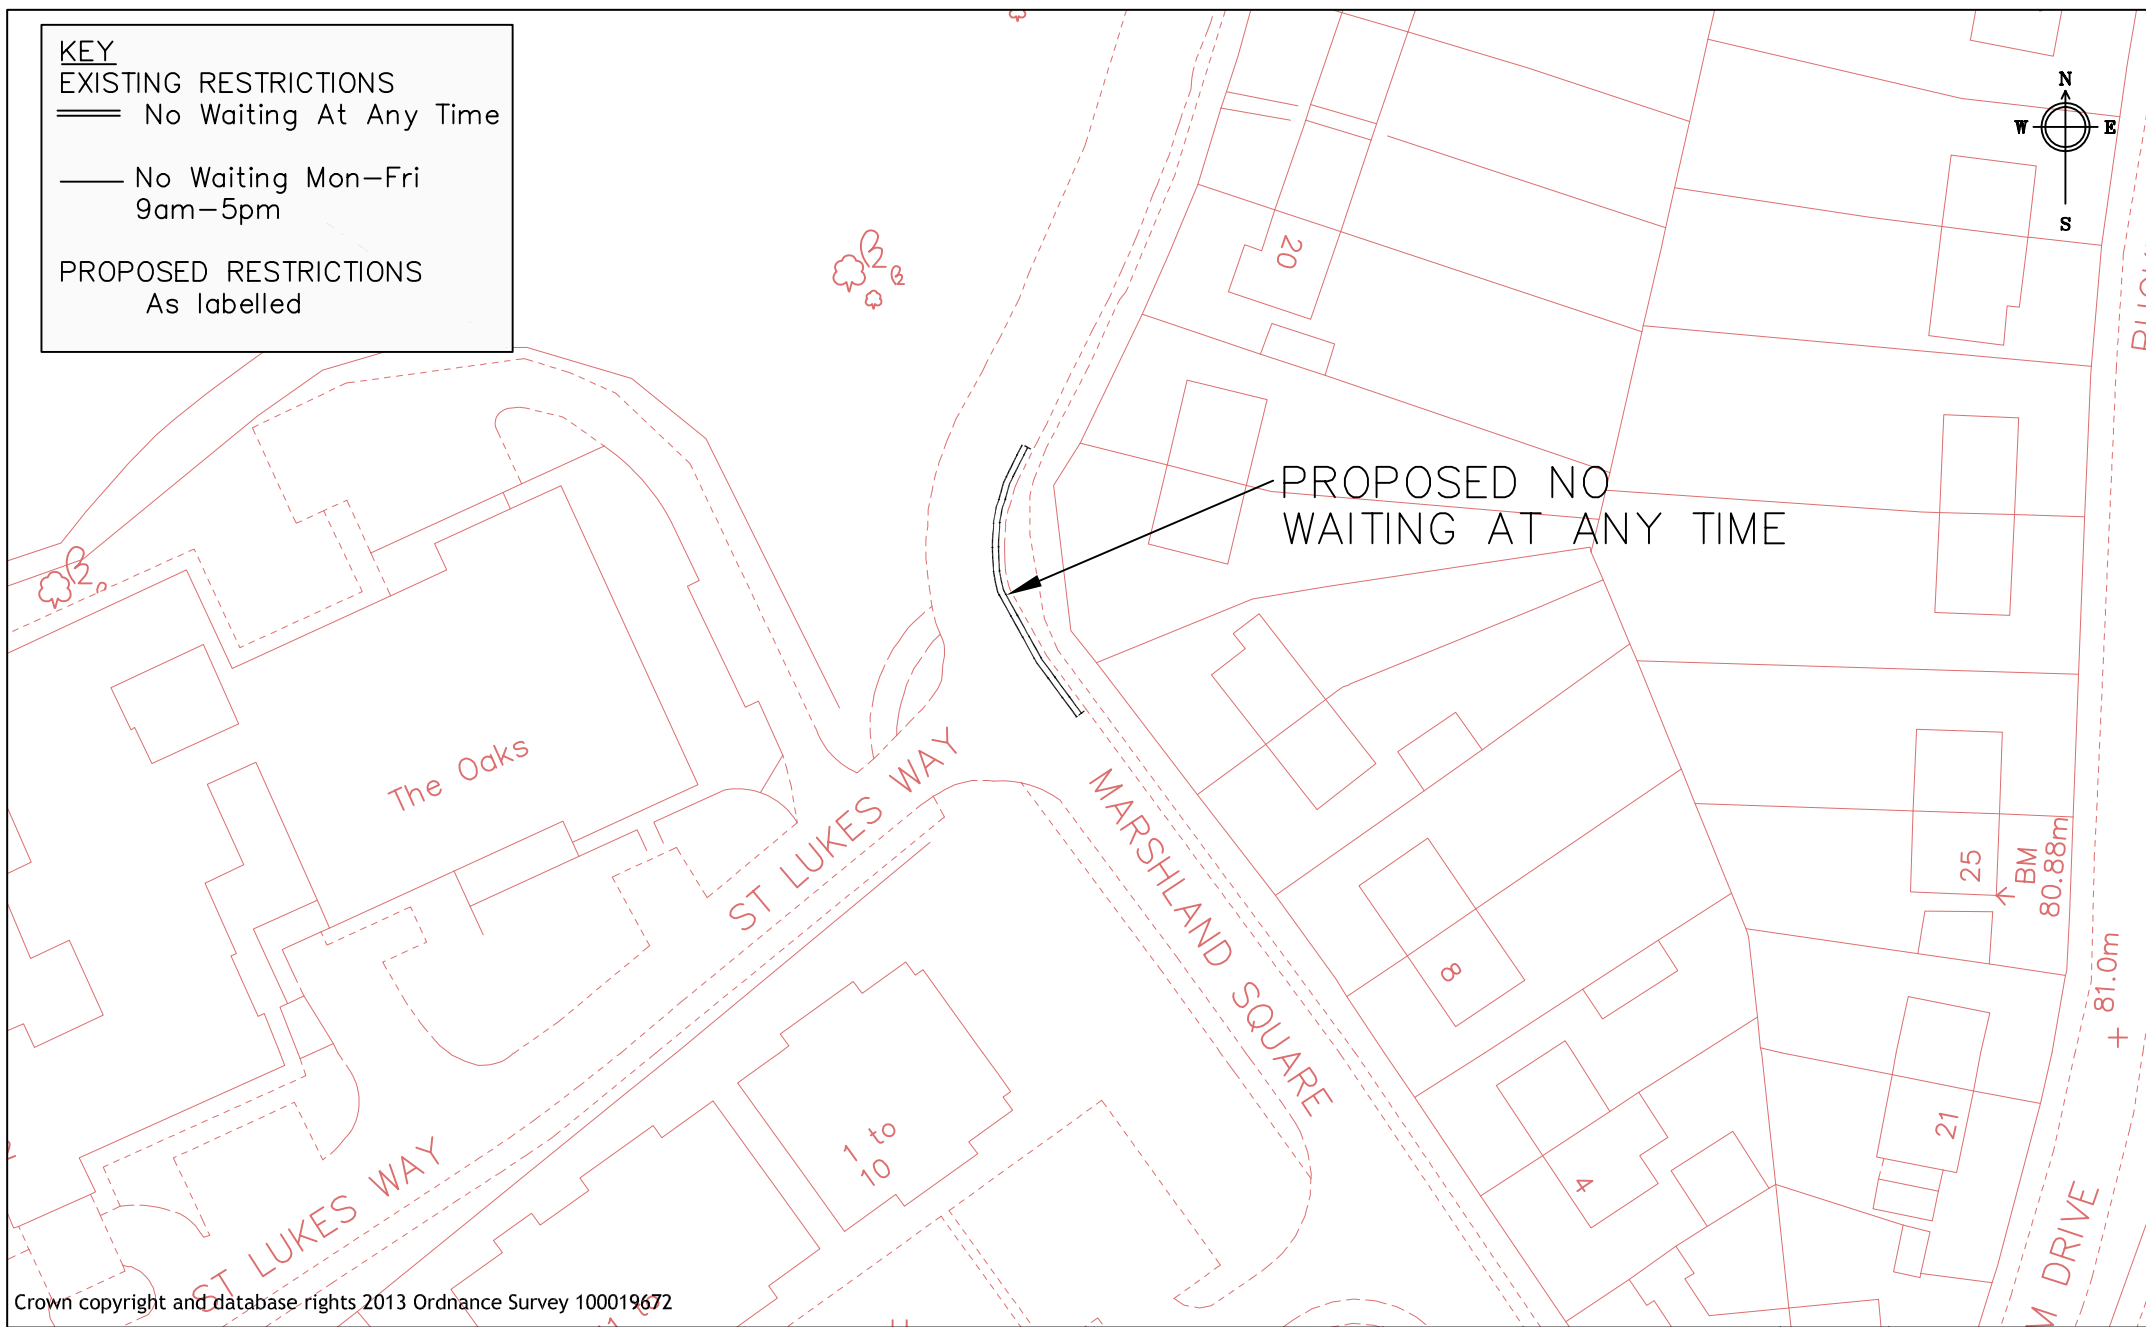 KEY
EXISTING RESTRICTIONS
No Waiting At Any Time
No Waiting Mon-Fri
9am-5pm
PROPOSED RESTRICTIONS
As labelled
N
W E
S
20
PROPOSED NO
WAITING AT ANY TIME
The Oaks
ST LUKES WAY
MARSHLAND SQUARE
25
BM
80.88m
81.0m
8
21
4
1 to
10
ST LUKES WAY
DRIVE
Crown copyright and database rights 2013 Ordnance Survey 100019672